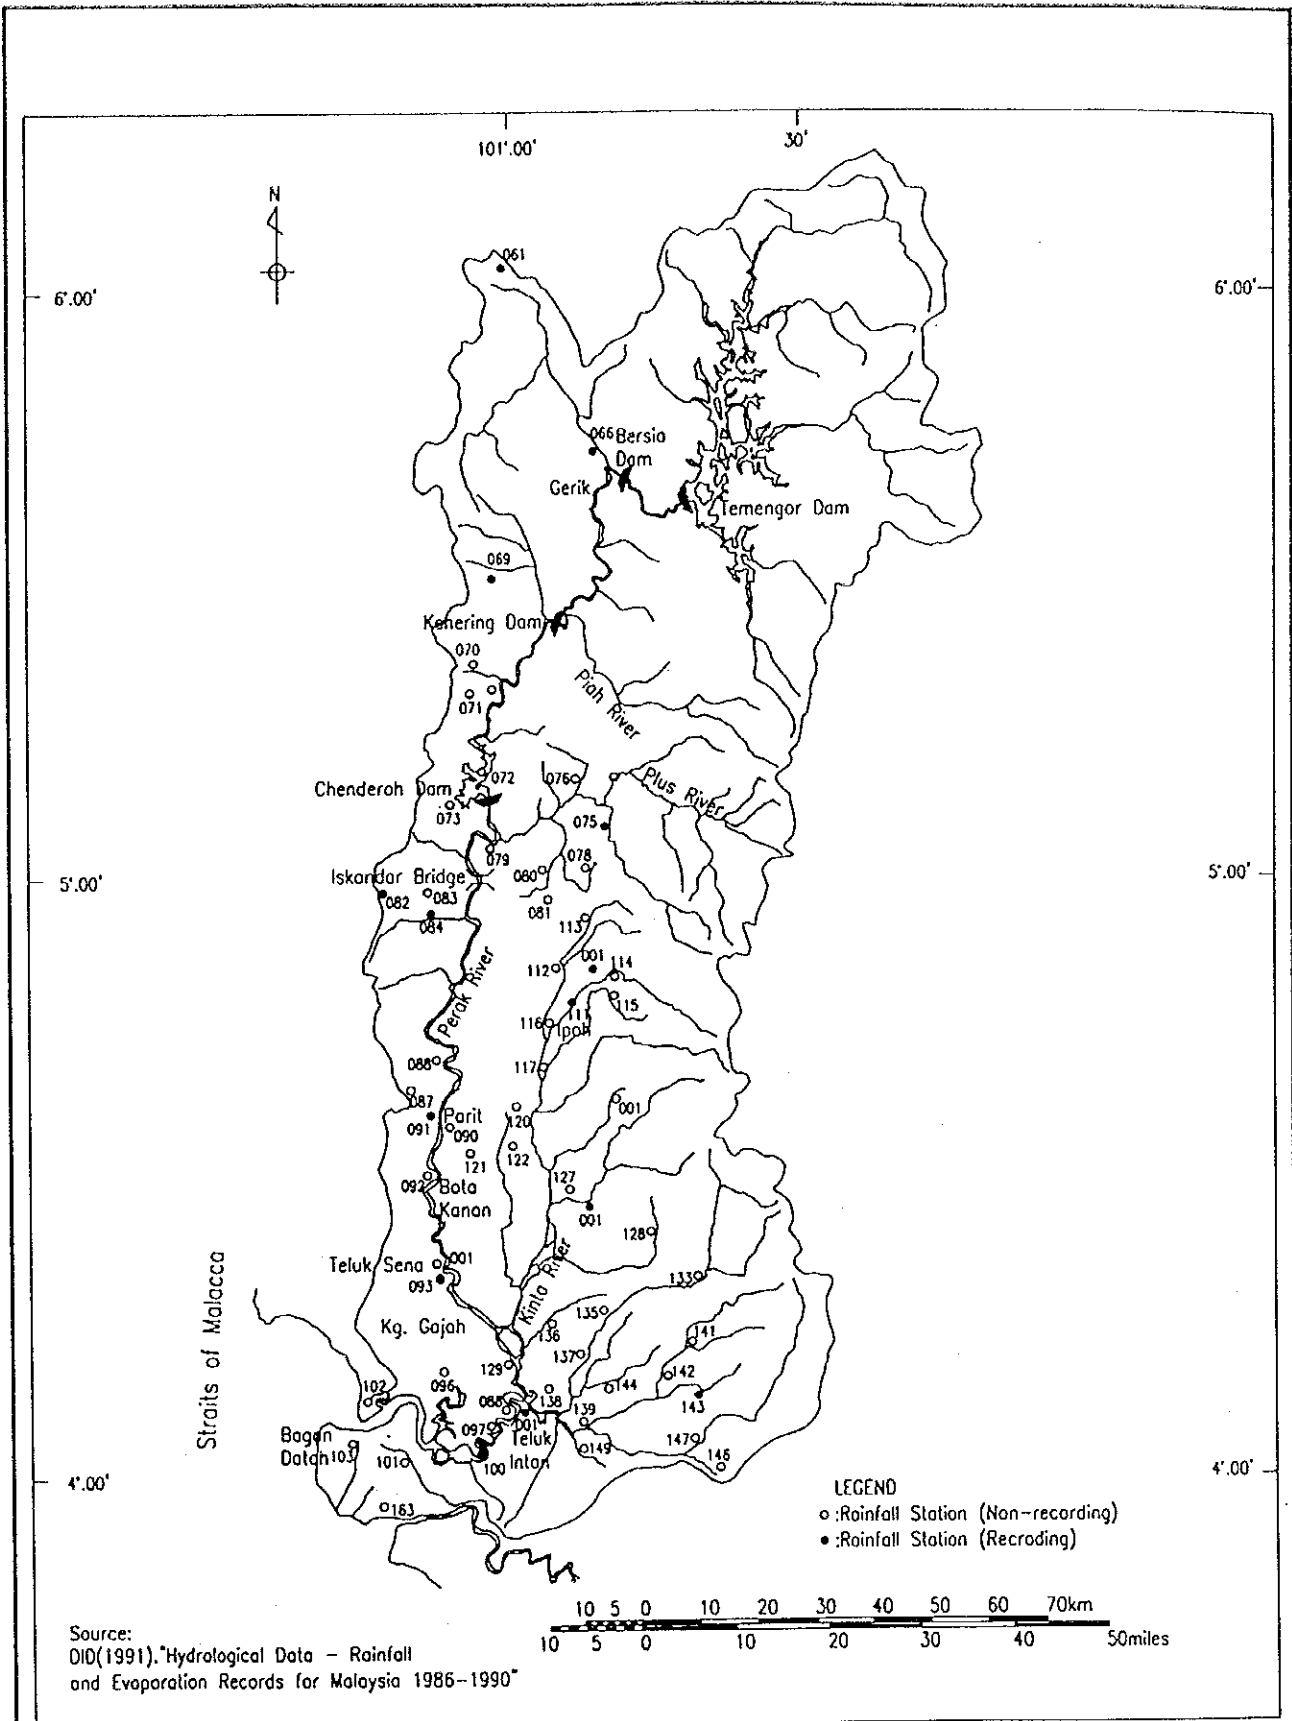 101°.00'
30'
N
061
6°.00'
6°.00'
066
Bersia
Dam
Gerik
Temengor Dam
069
Kenering Dam
070
071
Piah River
072
076
Plus River
Chenderoh Dam
073
075
079
078
080
Iskandar Bridge
5°.00'
5°.00'
082
083
081
084
113
001
114
112
Perak River
115
111
116
Ipoh
088
117
087
001
Parit
120
091
090
122
121
092
127
Bota
Kanan
001
128
Straits of Malacca
Teluk Sena
001
133
093
Kinta River
135
Kg. Gajah
136
141
137
129
142
096
144
102
088
138
143
001
139
097
Bagan
Datoh
103
Teluk
Intan
149
147
101
100
146
4°.00'
4°.00'
163
LEGEND
○ :Rainfall Station (Non-recording)
● :Rainfall Station (Recroding)
10 5 0 10 20 30 40 50 60 70km
10 5 0 10 20 30 40 50miles
Source:
DID(1991)."Hydrological Data - Rainfall
and Evaporation Records for Malaysia 1986-1990"